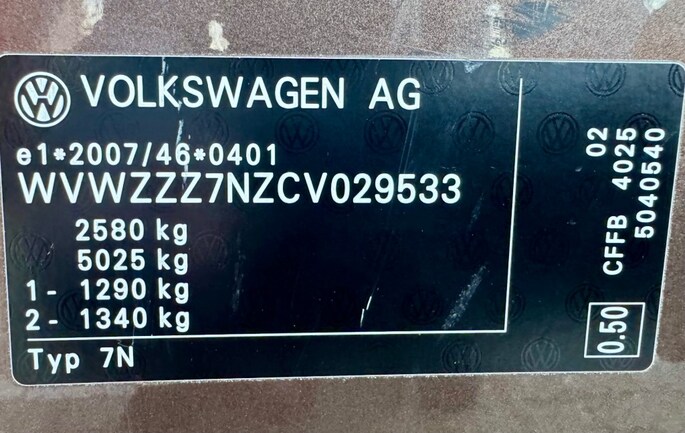 VOLKSWAGEN AG
e1*2007/46*0401
WVWZZZ7NZCV029533
2580 kg
5025 kg
1- 1290 kg
2- 1340 kg
Typ 7N
02
CFFB 4025
5040540
0.50